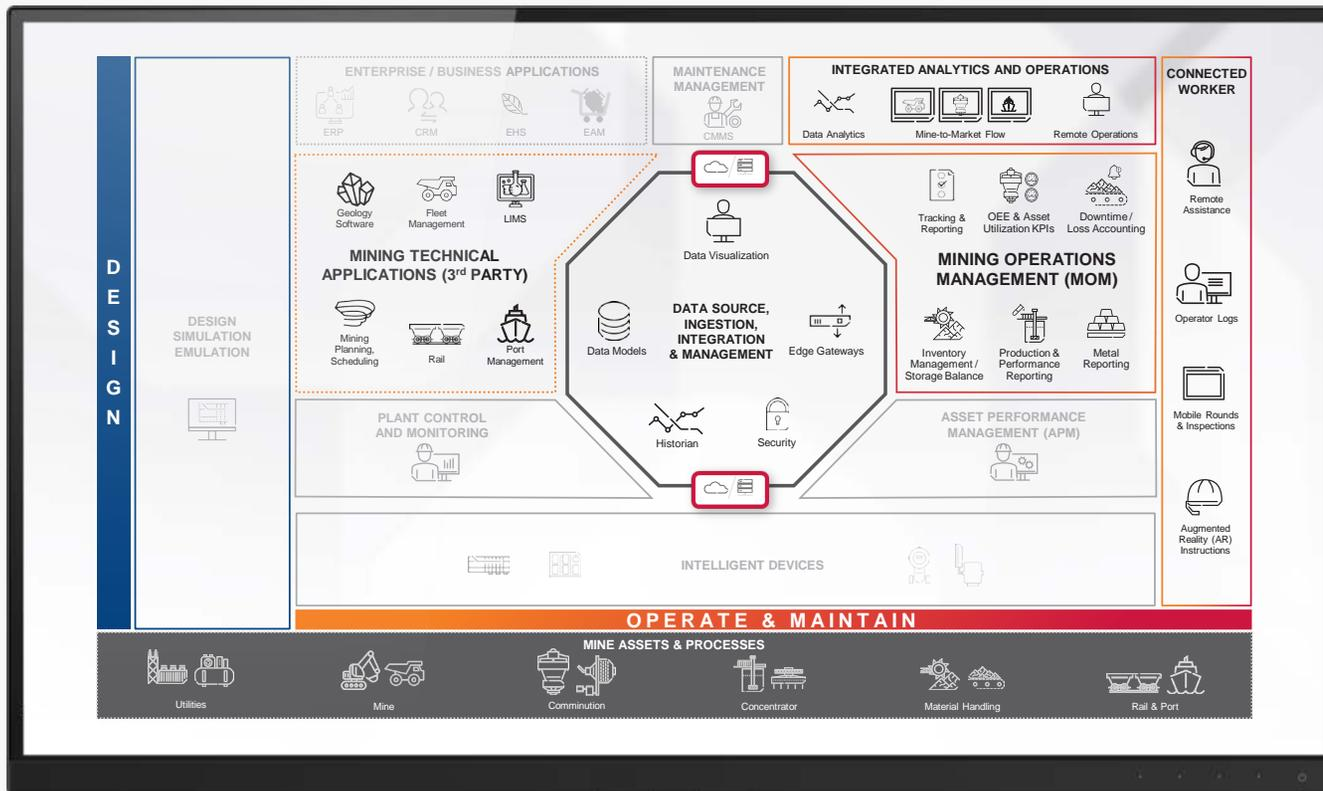 ENTERPRISE / BUSINESS APPLICATIONS
ERP
CRM
EHS
EAM
MAINTENANCE
MANAGEMENT
CMMS
INTEGRATED ANALYTICS AND OPERATIONS
Data Analytics
Mine-to-Market Flow
Remote Operations
CONNECTED
WORKER
Remote
Assistance
Operator Logs
Mobile Rounds
& Inspections
Augmented
Reality (AR)
Instructions
D
E
S
I
G
N
DESIGN
SIMULATION
EMULATION
Geology
Software
Fleet
Management
LIMS
MINING TECHNICAL
APPLICATIONS (3rd PARTY)
Mining
Planning,
Scheduling
Rail
Port
Management
Data Visualization
Data Models
DATA SOURCE,
INGESTION,
INTEGRATION
& MANAGEMENT
Edge Gateways
Historian
Security
Tracking &
Reporting
OEE & Asset
Utilization KPIs
Downtime /
Loss Accounting
MINING OPERATIONS
MANAGEMENT (MOM)
Inventory
Management /
Storage Balance
Production &
Performance
Reporting
Metal
Reporting
PLANT CONTROL
AND MONITORING
ASSET PERFORMANCE
MANAGEMENT (APM)
INTELLIGENT DEVICES
OPERATE & MAINTAIN
MINE ASSETS & PROCESSES
Utilities
Mine
Comminution
Concentrator
Material Handling
Rail & Port